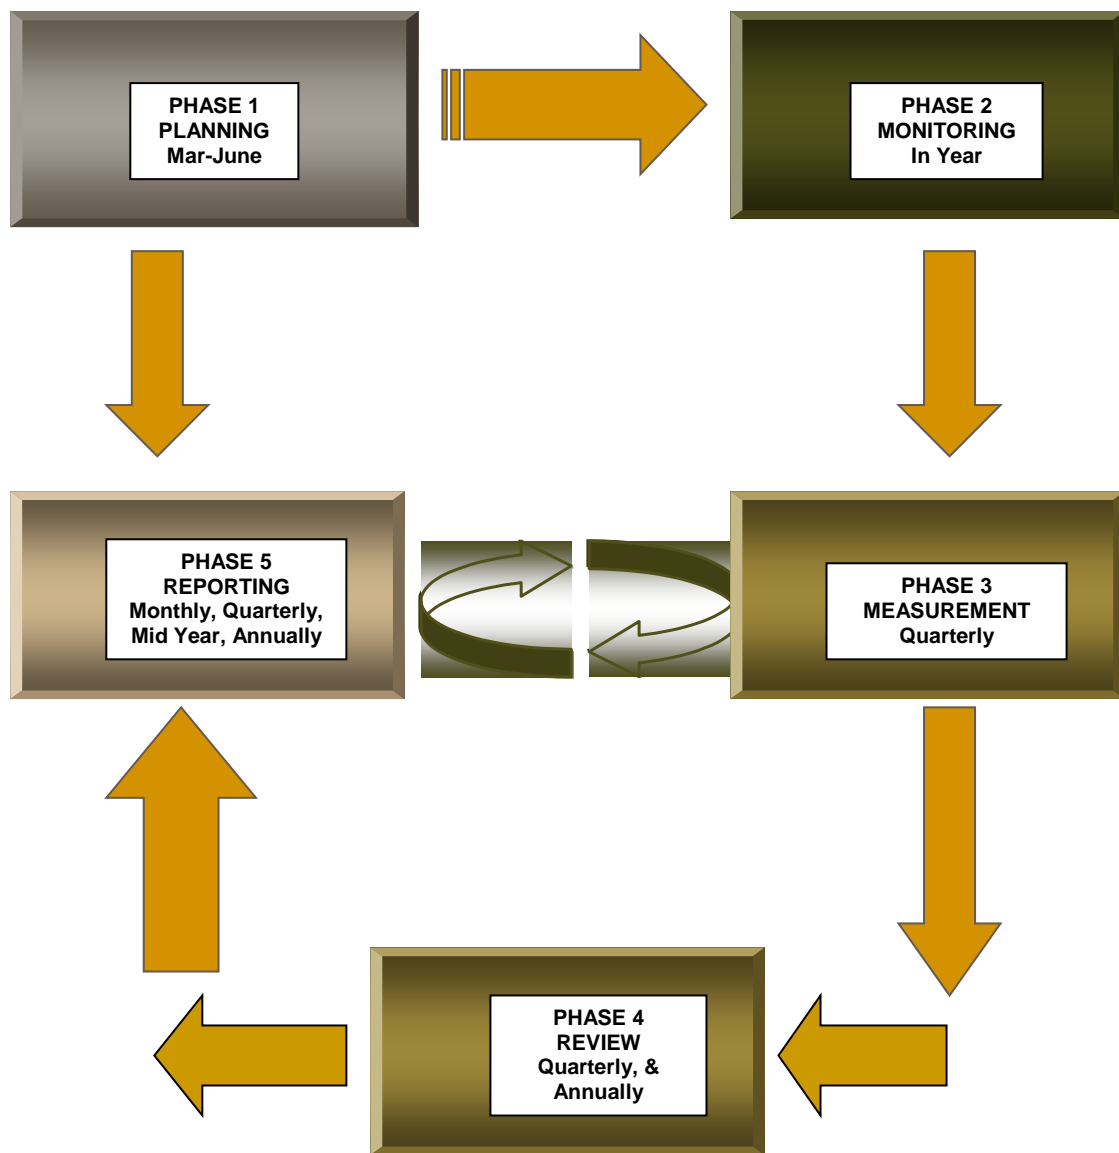 PHASE 1
PLANNING
Mar-June
PHASE 2
MONITORING
In Year
PHASE 5
REPORTING
Monthly, Quarterly,
Mid Year, Annually
PHASE 3
MEASUREMENT
Quarterly
PHASE 4
REVIEW
Quarterly, &
Annually